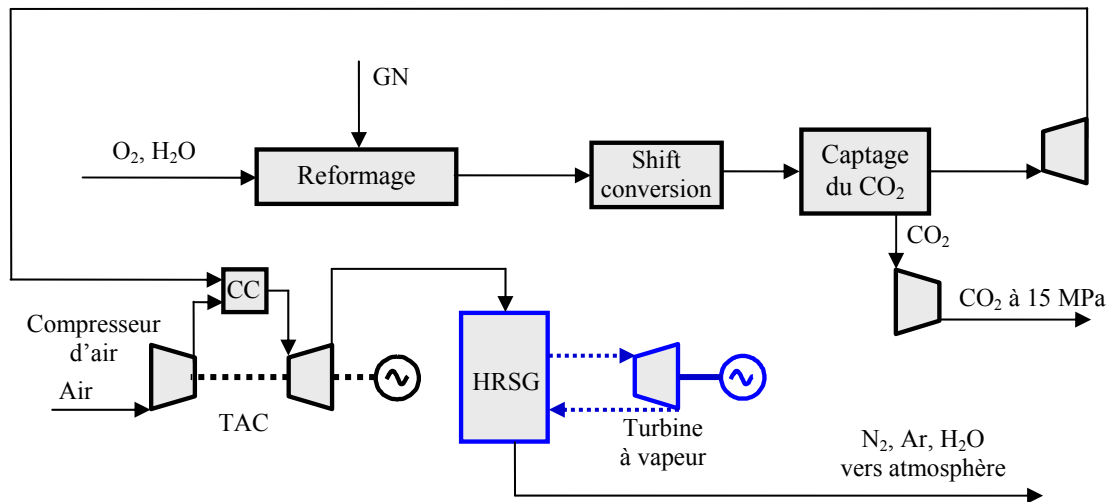 GN
O₂, H₂O
Reformage
Shift
conversion
Captage
du CO₂
CO₂
CO₂ à 15 MPa
CC
Compresseur
d'air
Air
TAC
HRSG
Turbine
à vapeur
N₂, Ar, H₂O
vers atmosphère